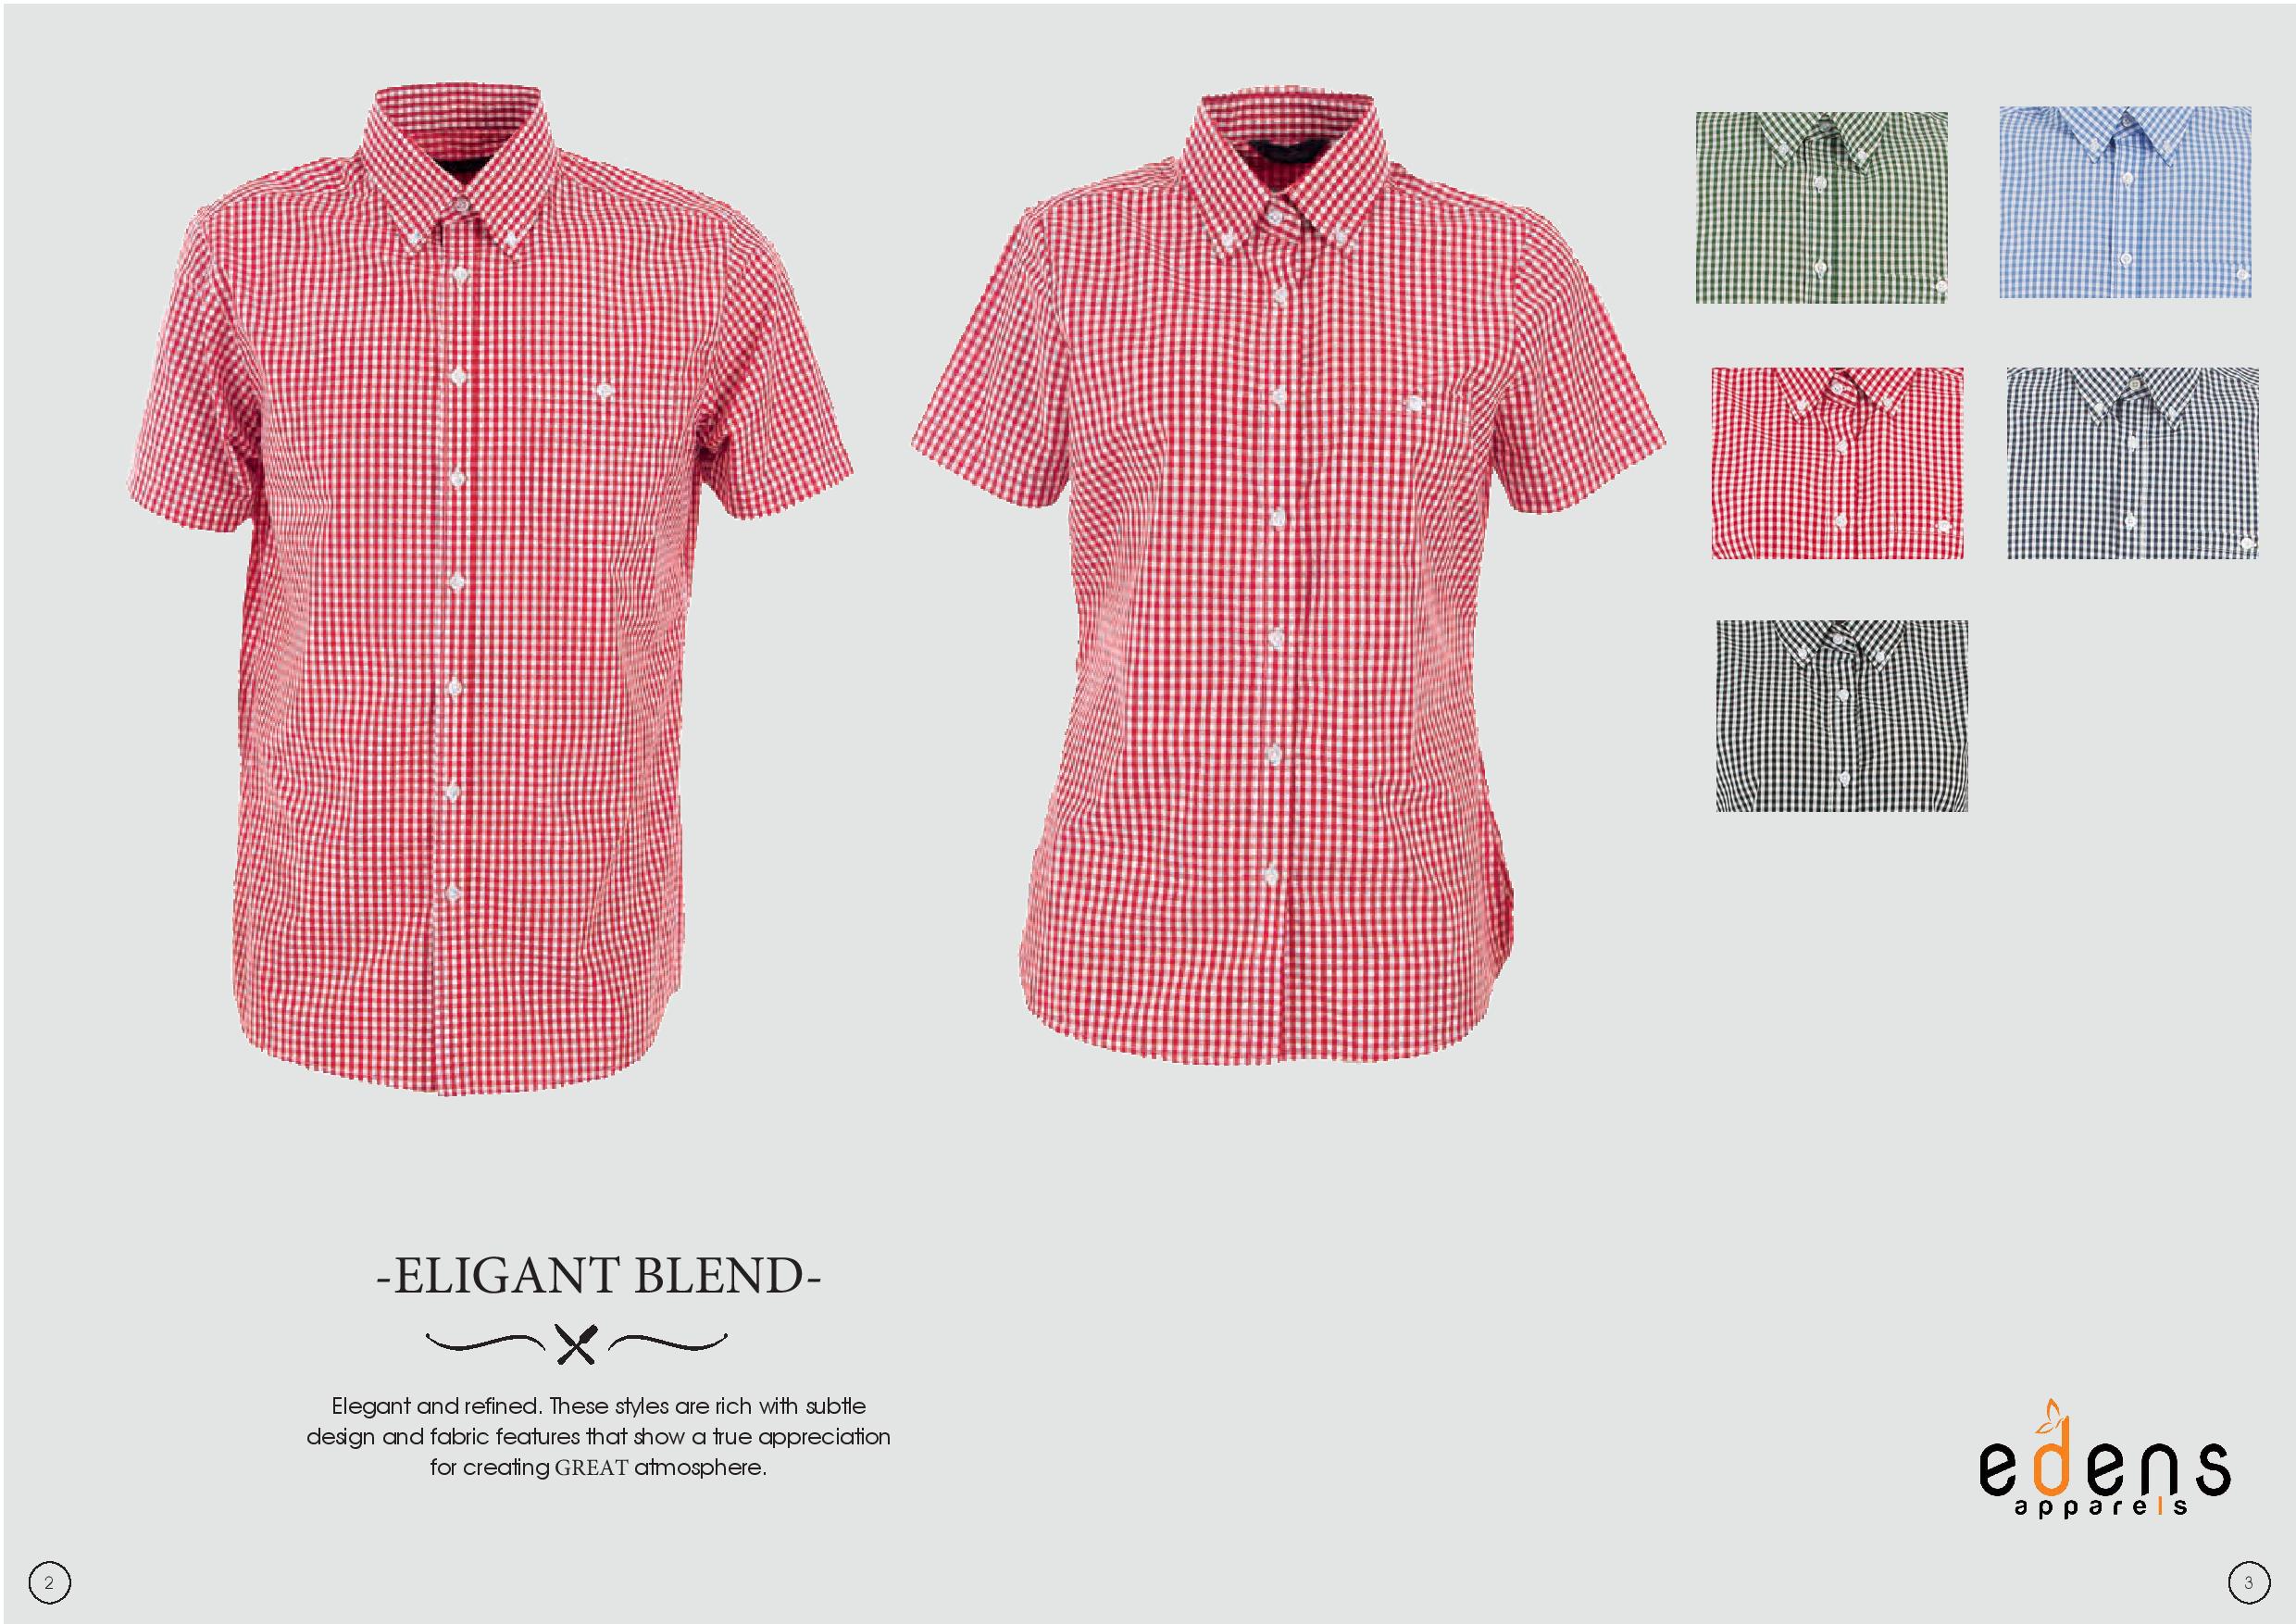 -ELIGANT BLEND-
Elegant and refined. These styles are rich with subtle
design and fabric features that show a true appreciation
for creating GREAT atmosphere.
edens
apparels
2
3